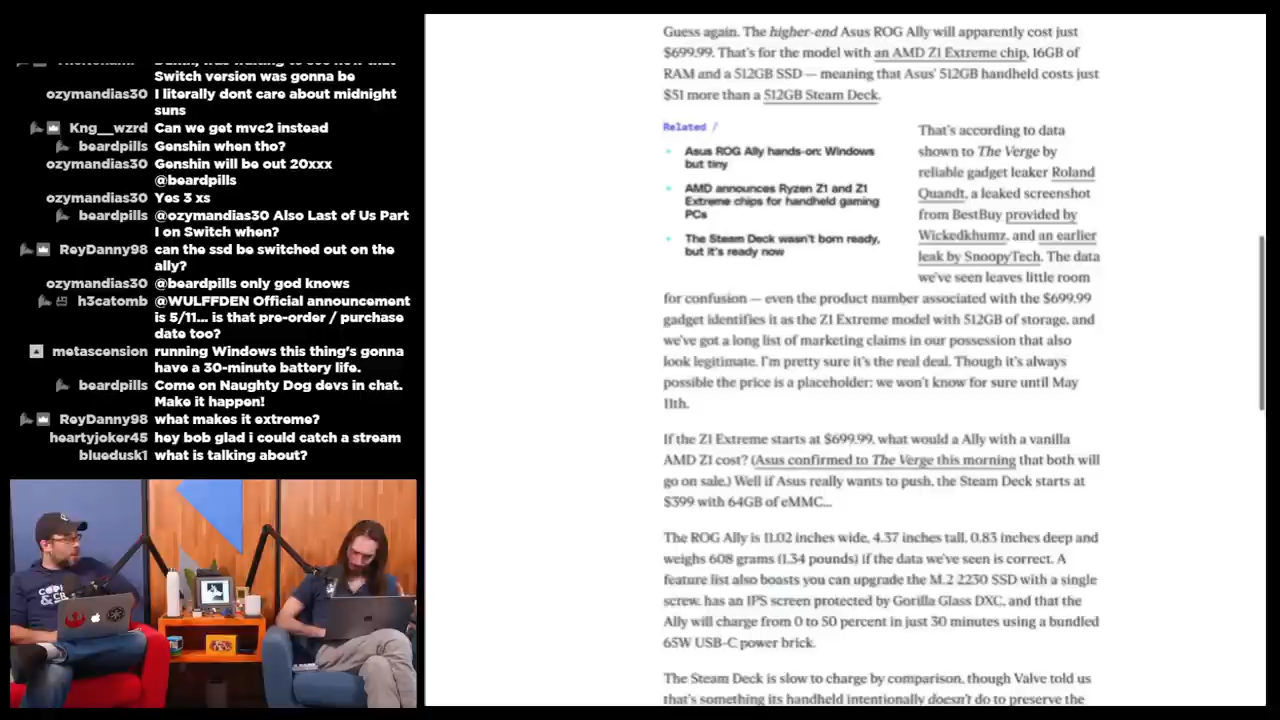 Switch version was gonna be
ozymandias30 I literally dont care about midnight
suns
Kng__wzrd Can we get mvc2 instead
beardpills Genshin when tho?
ozymandias30 Genshin will be out 20xxxx
@beardpills
ozymandias30 oops 3 xs
@ozymandias30 Also Last of Us Part
I on Switch when?
RoyDanny98 is the ssd switched out on the
ally?
ozymandias30 @beardpills only god knows
h3catomb @WULFFDEN Official announcement
is 5/11... is that pre-order / purchase
date too?
runing Windows this thing's gonna
have a 30-minute battery life.
beardpills Come on Naughty Dog devs in chat.
Make it happen!
RoyDanny98 what makes it extreme?
heartyjoker45 hey bob glad i could catch a stream
blueduk1 what is talking about?
Guess again. The higher-end Asus ROG Ally will apparently cost just
$699.99. That's for the model with an AMD Z1 Extreme chip, 16GB of
RAM and a 512GB SSD — meaning that Asus' 512GB handheld costs just
$51 more than a 512GB Steam Deck.
Related /
Asus ROG Ally hands-on: Windows
but tiny
AMD announces Ryzen Z1 and Z1
Extreme chips for handheld gaming
PCs
The Steam Deck wasn't born ready,
but it's ready now
That's according to data
shown to The Verge by
reliable gadget leaker Roland
Quandt, a leaked screenshot
from BestBuy provided by
Wickedkhumz, and an earlier
leak by SnoopyTech. The data
we've seen leaves little room
for confusion — even the product number associated with the $699.99
gadget identifies it as the Z1 Extreme model with 512GB of storage, and
we've got a long list of marketing claims in our possession that also
look legitimate. I'm pretty sure it's the real deal. Though it's always
possible the price is a placeholder; we won't know for sure until May
11th.
If the Z1 Extreme starts at $699.99, what would a Ally with a vanilla
AMD Z1 cost? (Asus confirmed to The Verge this morning that both will
go on sale.) Well if Asus really wants to push, the Steam Deck starts at
$399 with 64GB of eMMC...
The ROG Ally is 11.02 inches wide, 4.37 inches tall, 0.83 inches deep and
weighs 608 grams (1.34 pounds) if the data we've seen is correct. A
feature list also boasts you can upgrade the M.2 2230 SSD with a single
screw, has an IPS screen protected by Gorilla Glass DXC, and that the
Ally will charge from 0 to 50 percent in just 30 minutes using a bundled
65W USB-C power brick.
The Steam Deck is slow to charge by comparison, though Valve told us
that's something its handheld intentionally doesn't do to preserve the